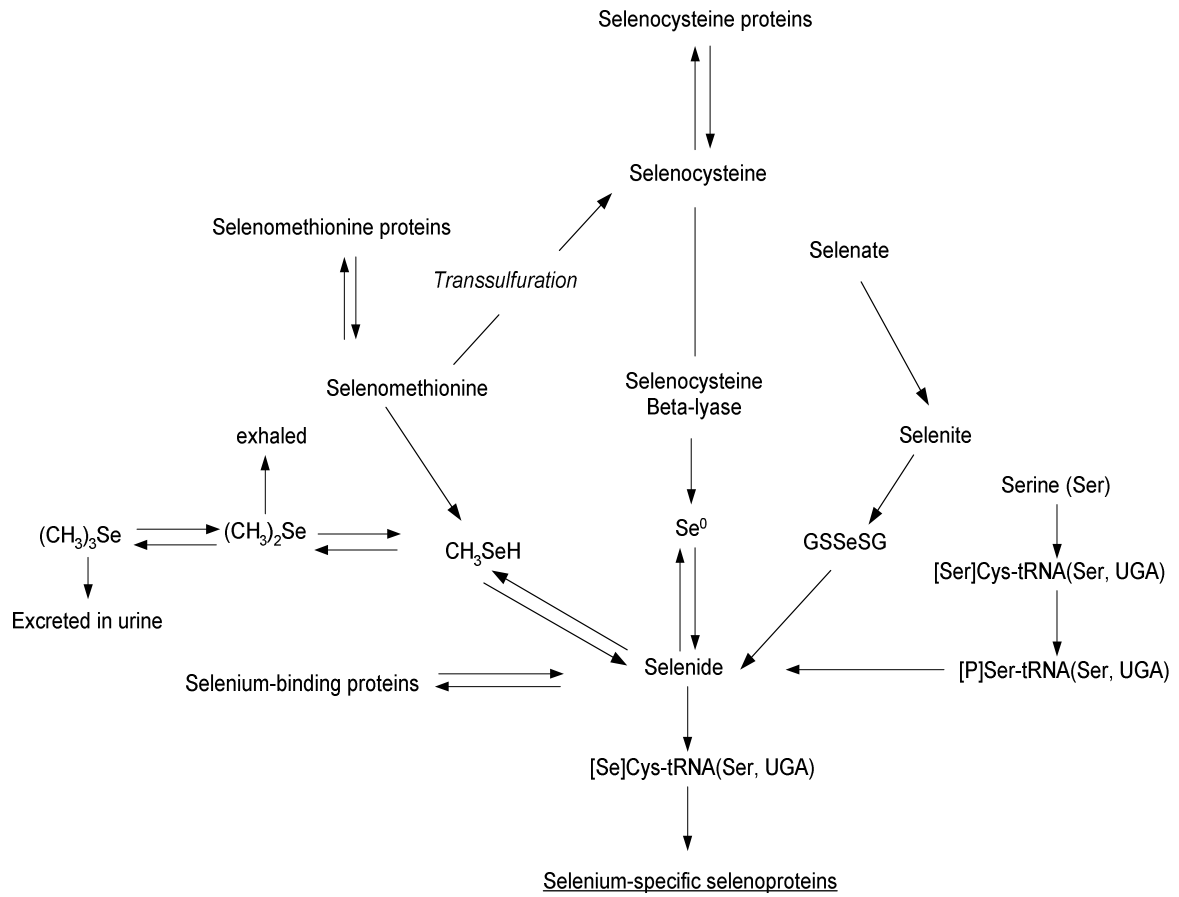 Selenocysteine proteins
Selenocysteine
Selenomethionine proteins
Selenate
Transsulfuration
Selenomethionine
Selenocysteine
Beta-lyase
exhaled
Selenite
Serine (Ser)
(CH₃)₃Se
(CH₃)₂Se
Se⁰
CH₃SeH
GSSeSG
[Ser]Cys-tRNA(Ser, UGA)
Excreted in urine
Selenide
[P]Ser-tRNA(Ser, UGA)
Selenium-binding proteins
[Se]Cys-tRNA(Ser, UGA)
Selenium-specific selenoproteins